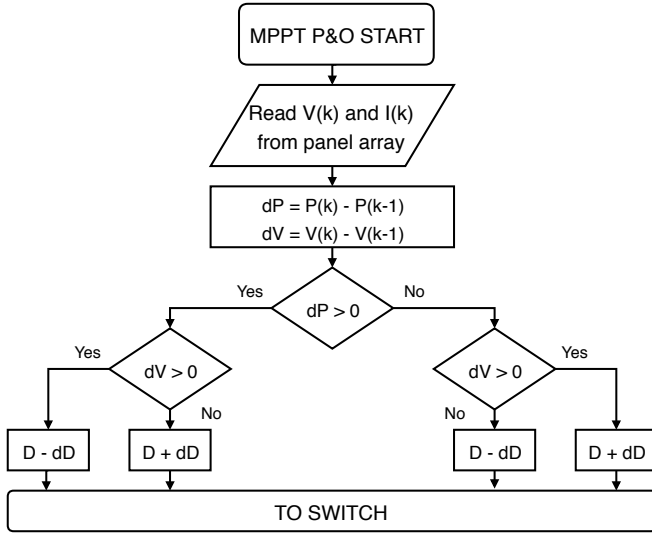 MPPT P&O START
Read V(k) and I(k)
from panel array
dP = P(k) - P(k-1)
dV = V(k) - V(k-1)
Yes
dP > 0
No
Yes
dV > 0
No
dV > 0
Yes
No
D - dD
D + dD
D - dD
D + dD
TO SWITCH